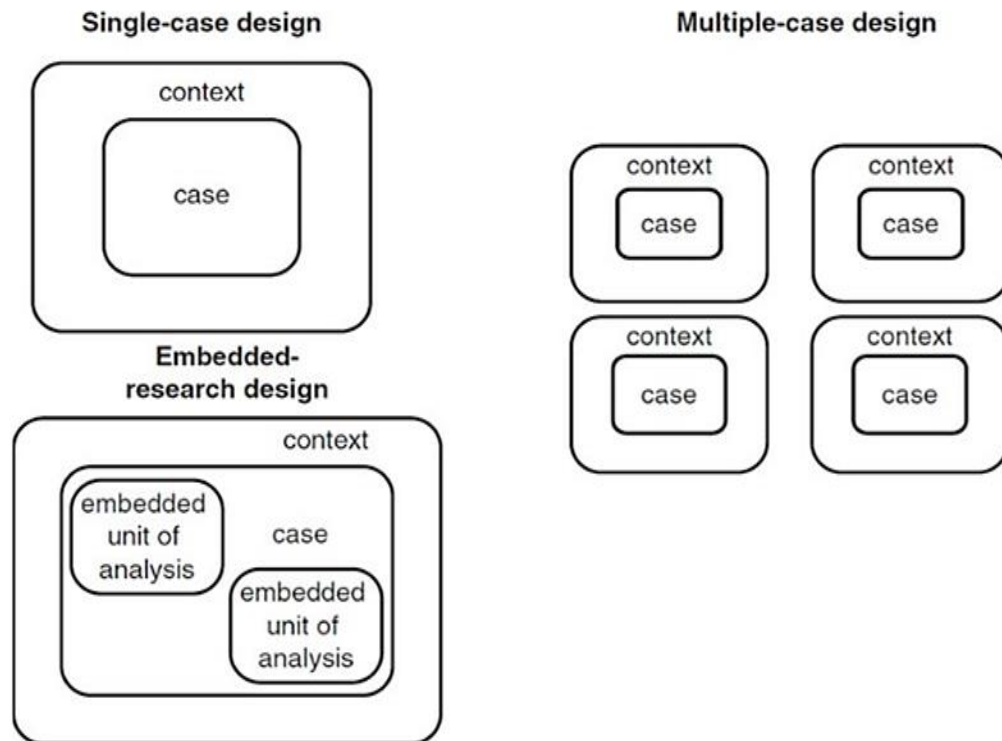 Single-case design
context
case
Embedded-
research design
context
embedded
unit of
analysis
case
embedded
unit of
analysis
Multiple-case design
context
case
context
case
context
case
context
case